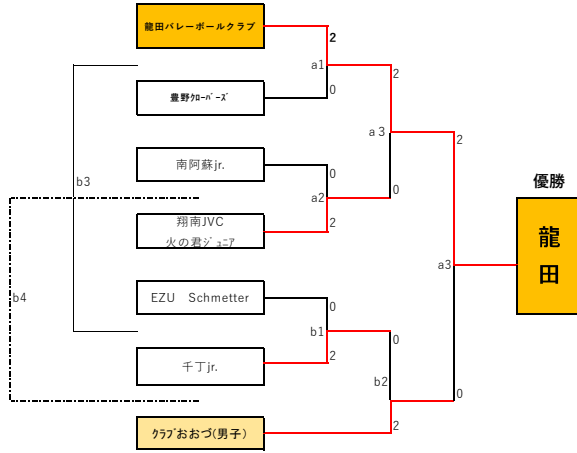 龍田バレーボールクラブ
2
a1
2
豊野ｸﾛｰﾊﾞｰｽﾞ
0
a３
2
南阿蘇jr.
0
b3
a2
0
優勝
翔南JVC
火の君ｼﾞｭﾆｱ
2
龍
田
a3
EZU　Schmetter
0
b4
b1
0
千丁jr.
2
b2
0
ｸﾗﾌﾞおおづ(男子)
2